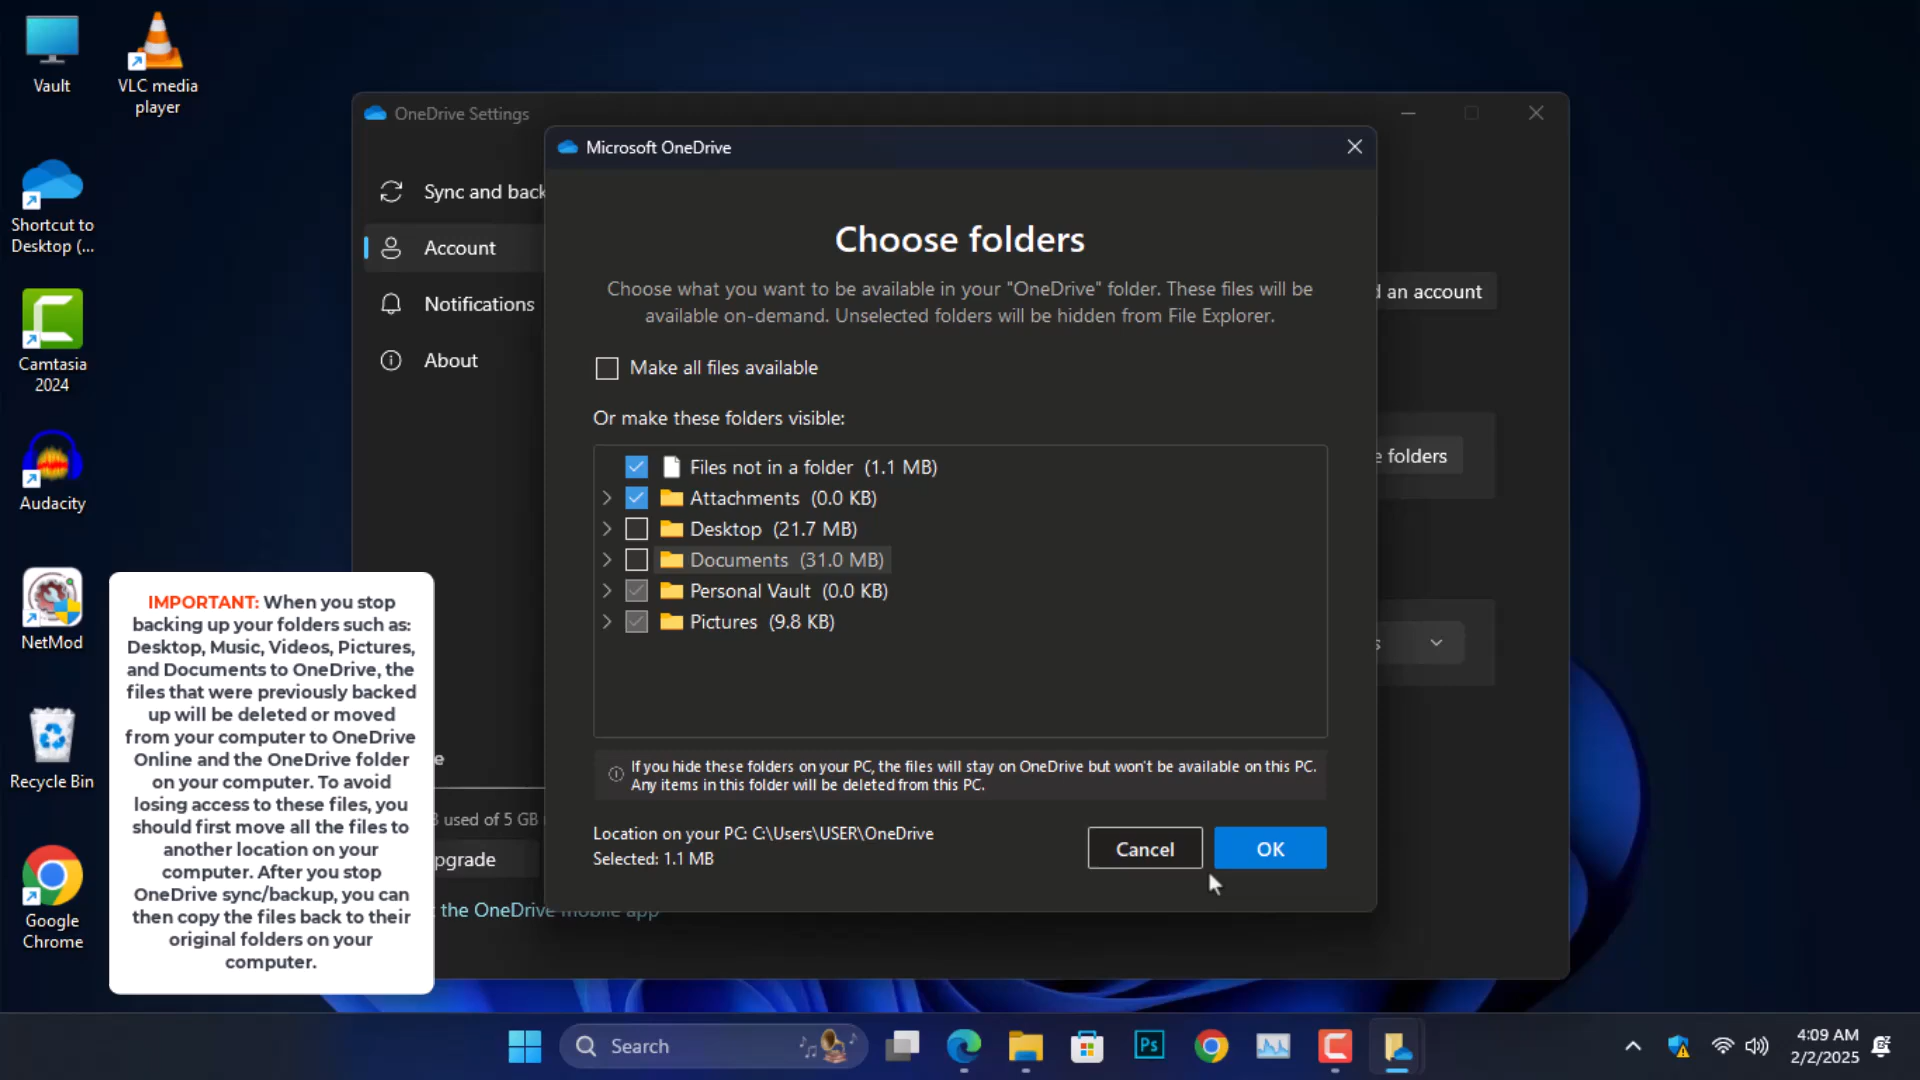 Vault
VLC media
player
Shortcut to
Desktop (...
Camtasia
2024
Audacity
NetMod
Recycle Bin
Google
Chrome
OneDrive Settings
Sync and back
Account
Notifications
About
an account
folders
used of 5 GB
pgrade
the OneDrive mobile app
Microsoft OneDrive
Choose folders
Choose what you want to be available in your "OneDrive" folder. These files will be
available on-demand. Unselected folders will be hidden from File Explorer.
Make all files available
Or make these folders visible:
Files not in a folder (1.1 MB)
Attachments (0.0 KB)
Desktop (21.7 MB)
Documents (31.0 MB)
Personal Vault (0.0 KB)
Pictures (9.8 KB)
If you hide these folders on your PC, the files will stay on OneDrive but won't be available on this PC.
Any items in this folder will be deleted from this PC.
Location on your PC: C:\Users\USER\OneDrive
Selected: 1.1 MB
Cancel
OK
IMPORTANT: When you stop
backing up your folders such as:
Desktop, Music, Videos, Pictures,
and Documents to OneDrive, the
files that were previously backed
up will be deleted or moved
from your computer to OneDrive
Online and the OneDrive folder
on your computer. To avoid
losing access to these files, you
should first move all the files to
another location on your
computer. After you stop
OneDrive sync/backup, you can
then copy the files back to their
original folders on your
computer.
Search
Ps
4:09 AM
2/2/2025